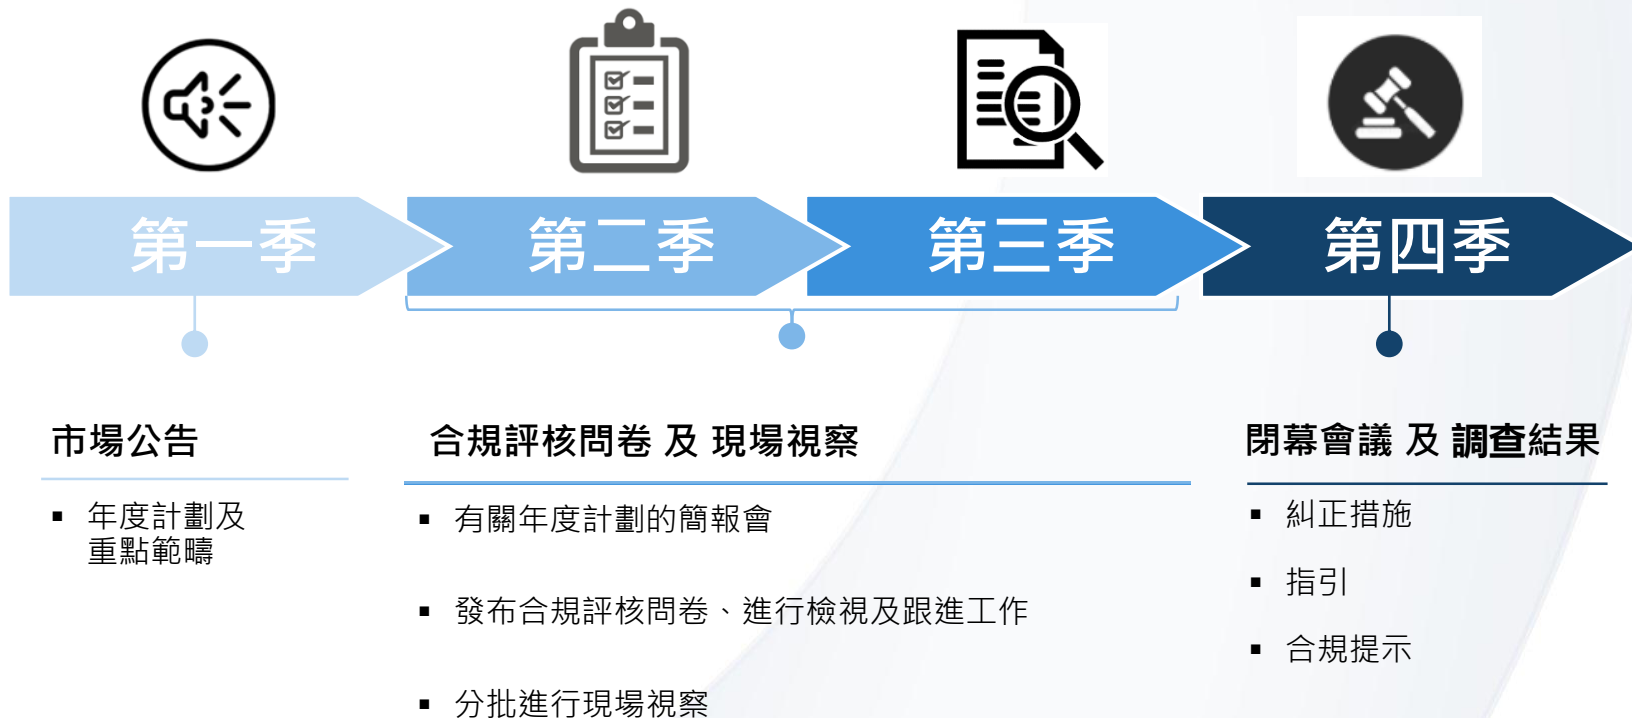 第一季
第二季
第三季
第四季
市場公告
▪ 年度計劃及
重點範疇
合規評核問卷 及 現場視察
▪ 有關年度計劃的簡報會
▪ 發布合規評核問卷、進行檢視及跟進工作
▪ 分批進行現場視察
閉幕會議 及 調查結果
▪ 糾正措施
▪ 指引
▪ 合規提示